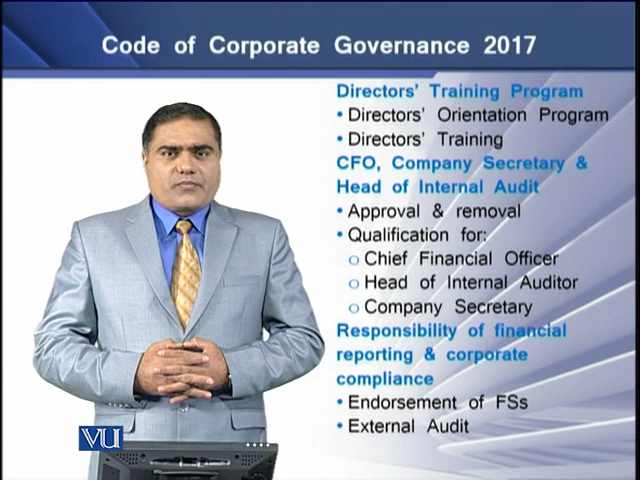 Code of Corporate Governance 2017
Directors' Training Program
• Directors' Orientation Program
• Directors' Training
CFO, Company Secretary &
Head of Internal Audit
• Approval & removal
• Qualification for:
o Chief Financial Officer
o Head of Internal Auditor
o Company Secretary
Responsibility of financial
reporting & corporate
compliance
• Endorsement of FSs
• External Audit
VU